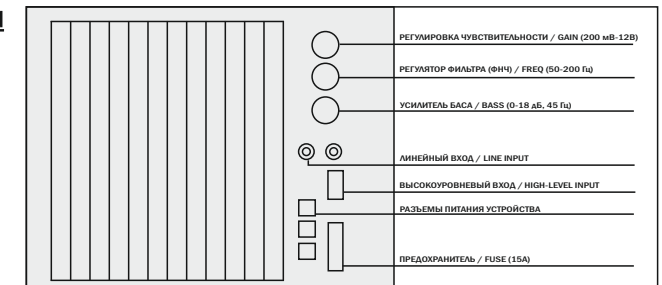 РЕГУЛИРОВКА ЧУВСТВИТЕЛЬНОСТИ / GAIN (200 мВ-12В)
РЕГУЛЯТОР ФИЛЬТРА (ФНЧ) / FREQ (50-200 Гц)
УСИЛИТЕЛЬ БАСА / BASS (0-18 дБ, 45 Гц)
ЛИНЕЙНЫЙ ВХОД / LINE INPUT
ВЫСОКОУРОВНЕВЫЙ ВХОД / HIGH-LEVEL INPUT
РАЗЪЕМЫ ПИТАНИЯ УСТРОЙСТВА
ПРЕДОХРАНИТЕЛЬ / FUSE (15А)